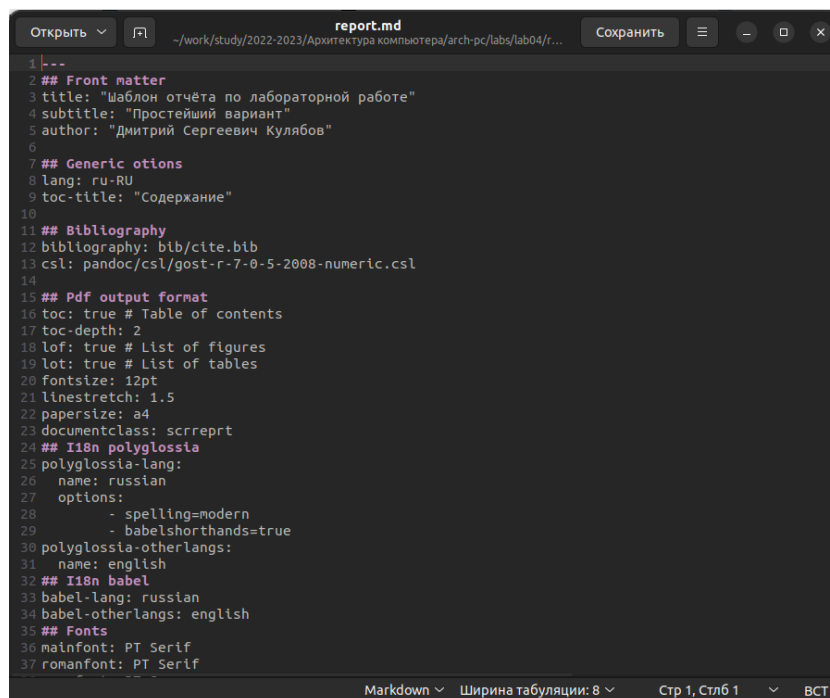 Открыть
report.md
~/work/study/2022-2023/Архитектура компьютера/arch-pc/labs/lab04/r…
Сохранить
1 ---
2 ## Front matter
3 title: "Шаблон отчёта по лабораторной работе"
4 subtitle: "Простейший вариант"
5 author: "Дмитрий Сергеевич Кулябов"
6
7 ## Generic otions
8 lang: ru-RU
9 toc-title: "Содержание"
10
11 ## Bibliography
12 bibliography: bib/cite.bib
13 csl: pandoc/csl/gost-r-7-0-5-2008-numeric.csl
14
15 ## Pdf output format
16 toc: true # Table of contents
17 toc-depth: 2
18 lof: true # List of figures
19 lot: true # List of tables
20 fontsize: 12pt
21 linestretch: 1.5
22 papersize: a4
23 documentclass: scrreprt
24 ## I18n polyglossia
25 polyglossia-lang:
26   name: russian
27   options:
28         - spelling=modern
29         - babelshorthands=true
30 polyglossia-otherlangs:
31   name: english
32 ## I18n babel
33 babel-lang: russian
34 babel-otherlangs: english
35 ## Fonts
36 mainfont: PT Serif
37 romanfont: PT Serif
Markdown Ширина табуляции: 8 Стр 1, Стлб 1 ВСТ